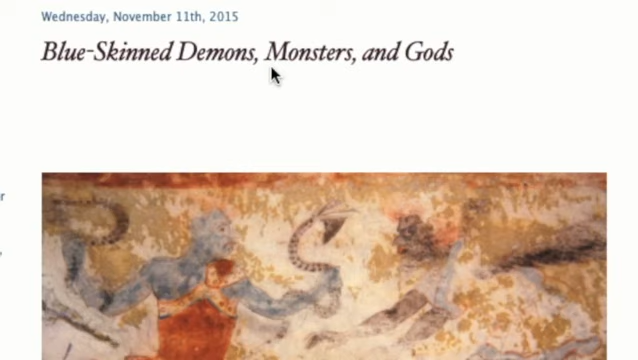 Wednesday, November 11th, 2015
Blue-Skinned Demons, Monsters, and Gods
r
,